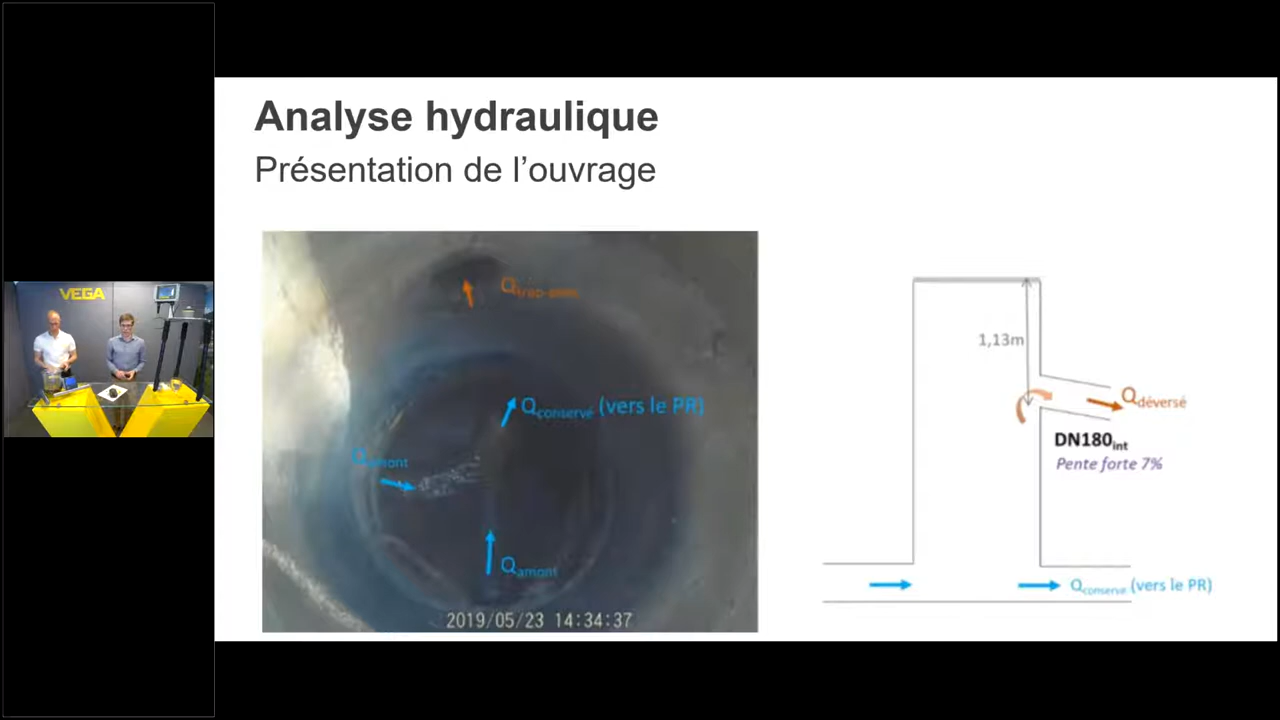 Analyse hydraulique
Présentation de l'ouvrage
VEGA
Qconservé (vers le PR)
Qamont
Qamont
2019/05/23 14:34:37
1,13m
Qdéversé
DN180int
Pente forte 7%
Qconservé (vers le PR)